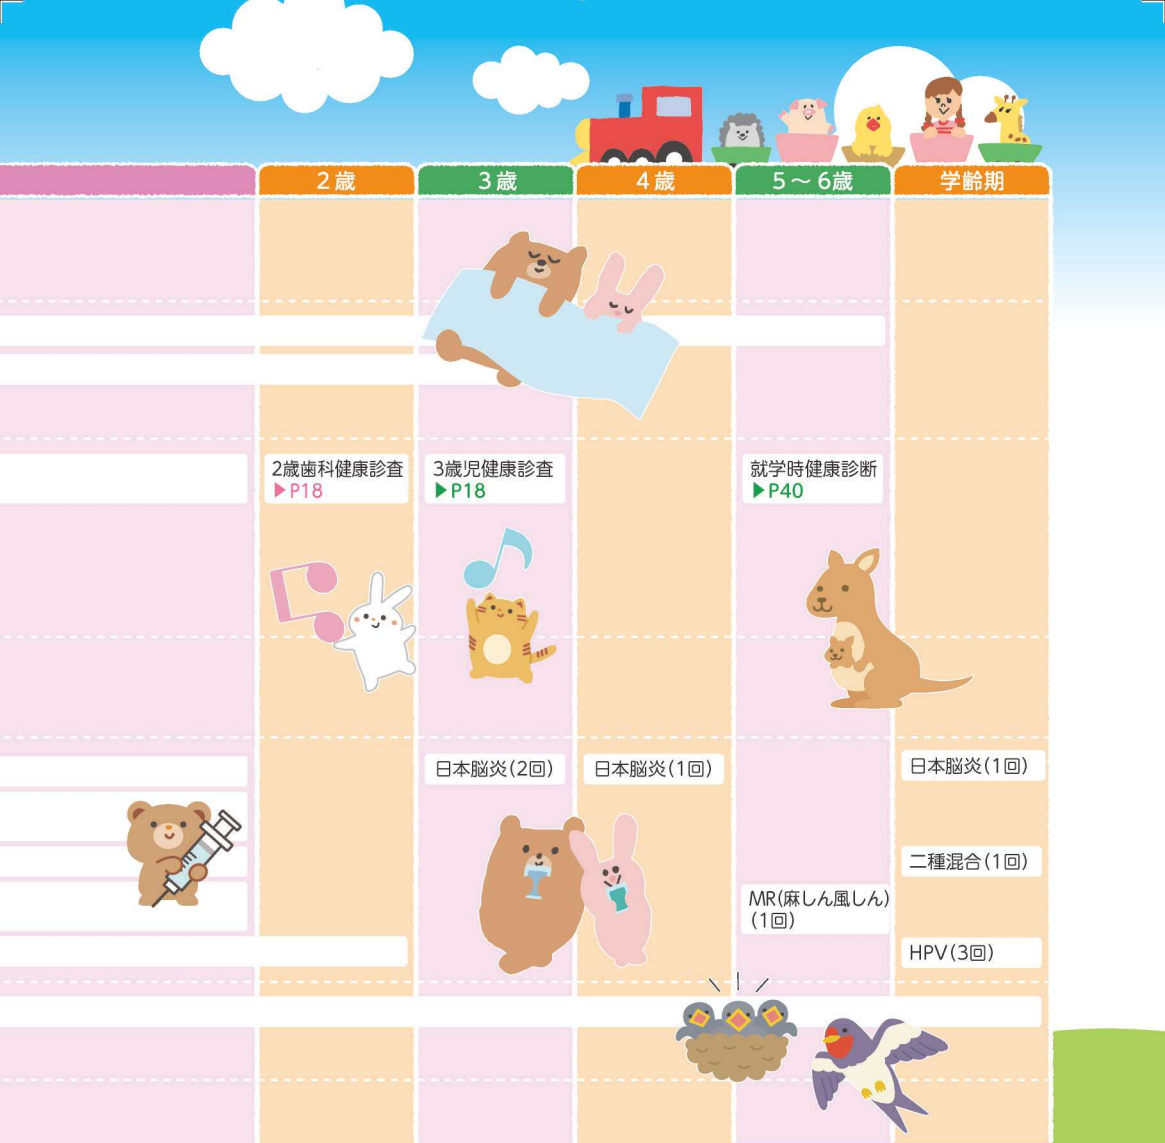 2歳
3歳
4歳
5～6歳
学齢期
2歳歯科健康診査
▶P18
3歳児健康診査
▶P18
就学時健康診断
▶P40
日本脳炎(2回)
日本脳炎(1回)
日本脳炎(1回)
二種混合(1回)
MR(麻しん風しん)
(1回)
HPV(3回)